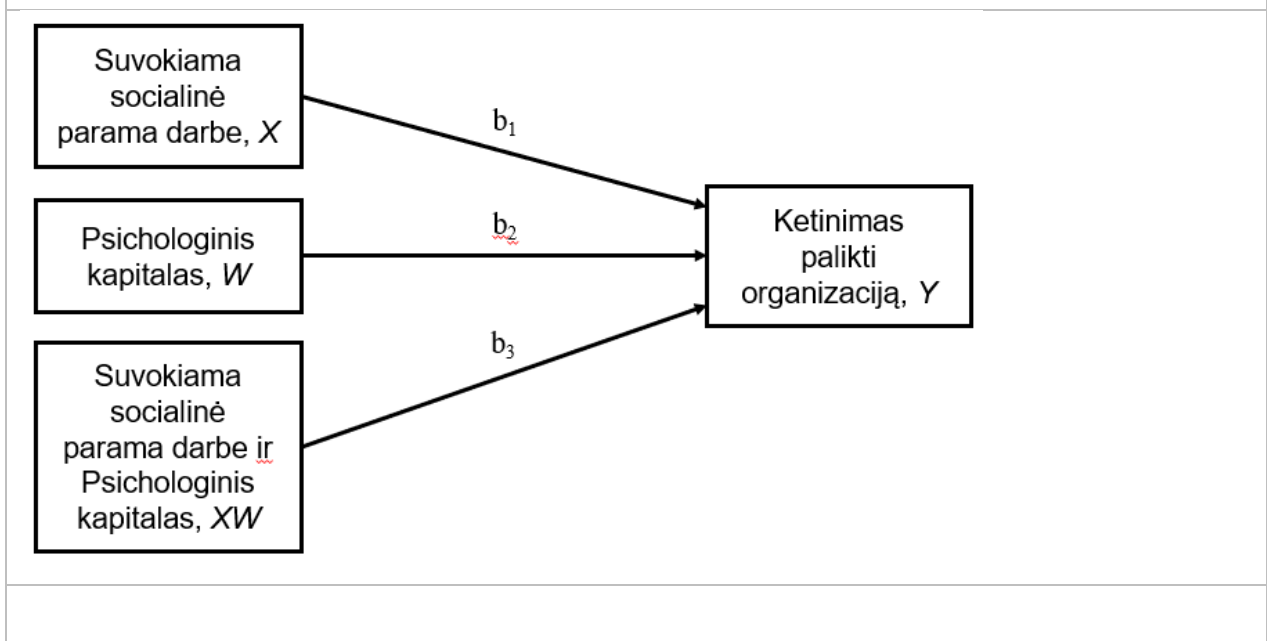 Suvokiama
socialinė
parama darbe, X
b₁
Psichologinis
kapitalas, W
b₂
Ketinimas
palikti
organizaciją, Y
b₃
Suvokiama
socialinė
parama darbe ir
Psichologinis
kapitalas, XW